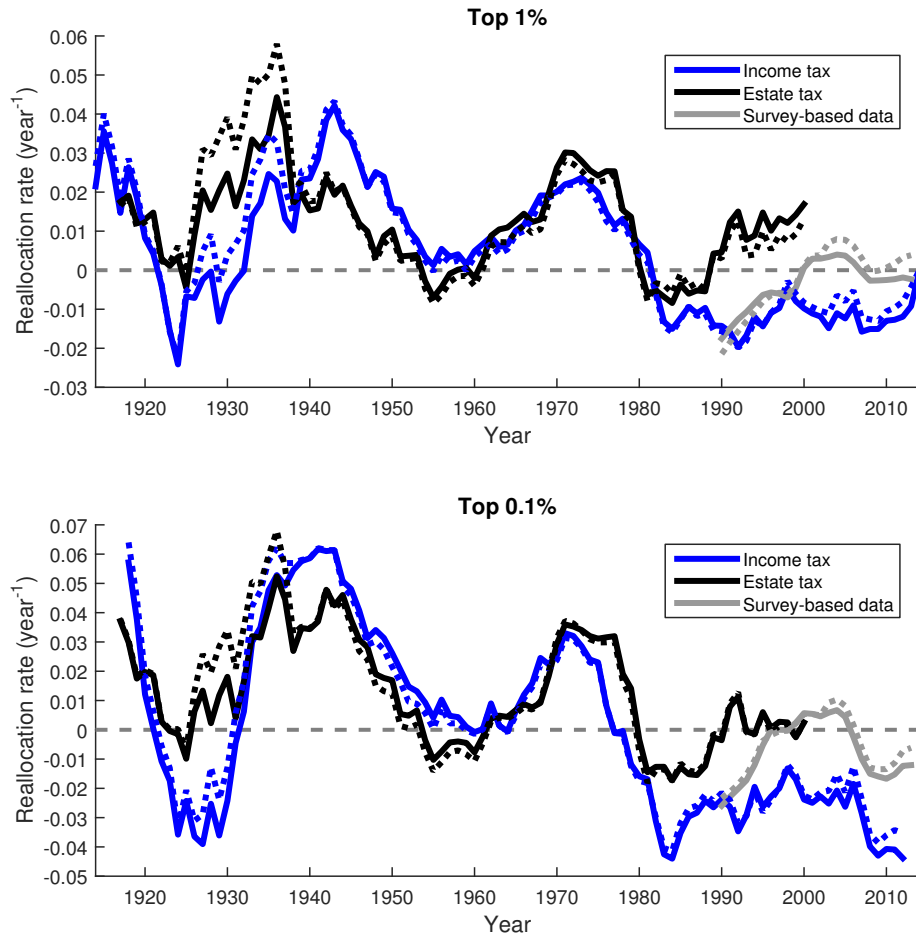 Top 1%
0.06
0.05
0.04
0.03
0.02
0.01
0
-0.01
-0.02
-0.03
Reallocation rate (year-1)
Income tax
Estate tax
Survey-based data
1920 1930 1940 1950 1960 1970 1980 1990 2000 2010
Year
Top 0.1%
0.07
0.06
0.05
0.04
0.03
0.02
0.01
0
-0.01
-0.02
-0.03
-0.04
-0.05
Reallocation rate (year-1)
Income tax
Estate tax
Survey-based data
1920 1930 1940 1950 1960 1970 1980 1990 2000 2010
Year